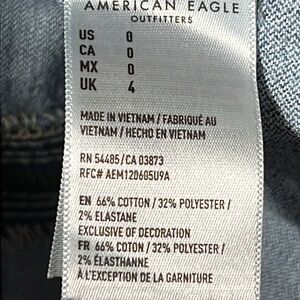 AMERICAN EAGLE
OUTFITTERS
US 0
CA 0
MX 0
UK 4
MADE IN VIETNAM / FABRIQUÉ AU
VIETNAM / HECHO EN VIETNAM
RN 54485/CA 03873
RFC# AEM120605U9A
EN 66% COTTON / 32% POLYESTER /
2% ELASTANE
EXCLUSIVE OF DECORATION
FR 66% COTON / 32% POLYESTER /
2% ÉLASTHANNE
À L'EXCEPTION DE LA GARNITURE